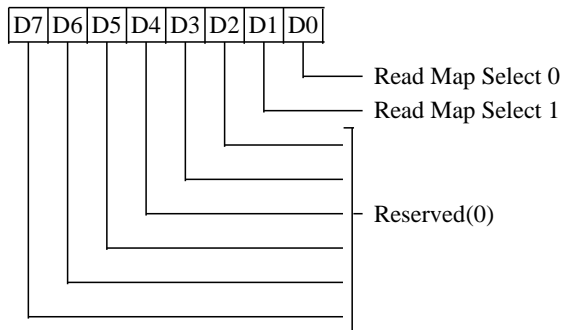 D7 D6 D5 D4 D3 D2 D1 D0
Read Map Select 0
Read Map Select 1
Reserved(0)